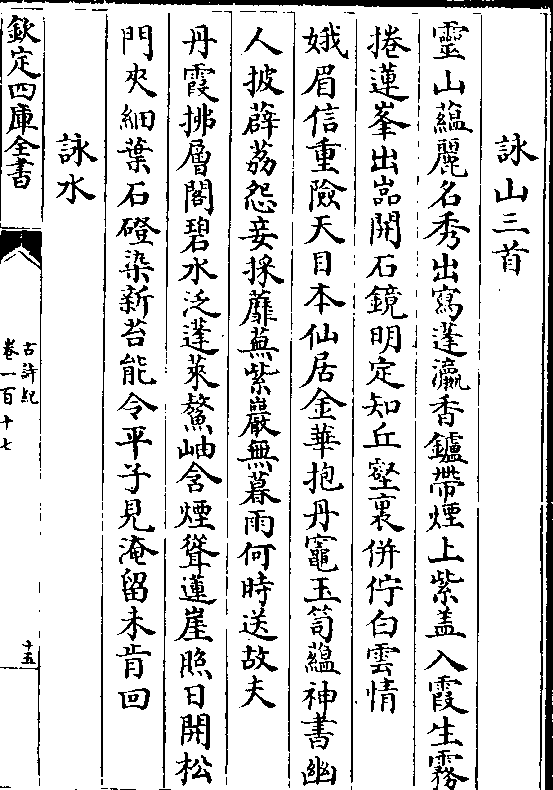 詠山三首
靈山藴麗名秀出寫蓬瀛香鑪帶煙上紫盖入霞生霧
捲蓮峯出嵓開石鏡明定知丘壑裏併佇白雲情
娥眉信重險天目本仙居金華抱丹竈玉笥藴神書幽
人披薜荔怨妾採蘼蕪紫巖無暮雨何時送故夫
丹霞拂層閣碧水泛蓬萊鰲岫含煙聳蓮崖照日開松
門夾細葉石磴染新苔能令平子見淹留未肯回
詠水
欽定四庫全書
古詩紀
卷一百十七
十五